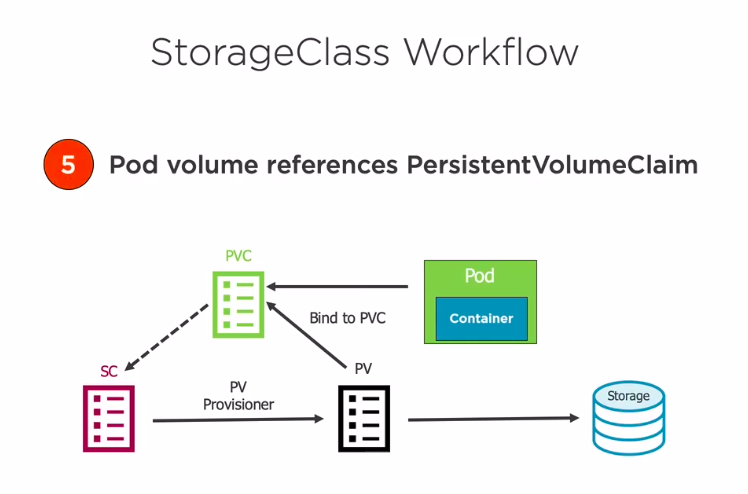 StorageClass Workflow
5
Pod volume references PersistentVolumeClaim
PVC
Pod
Container
Bind to PVC
SC
PV
Provisioner
PV
Storage